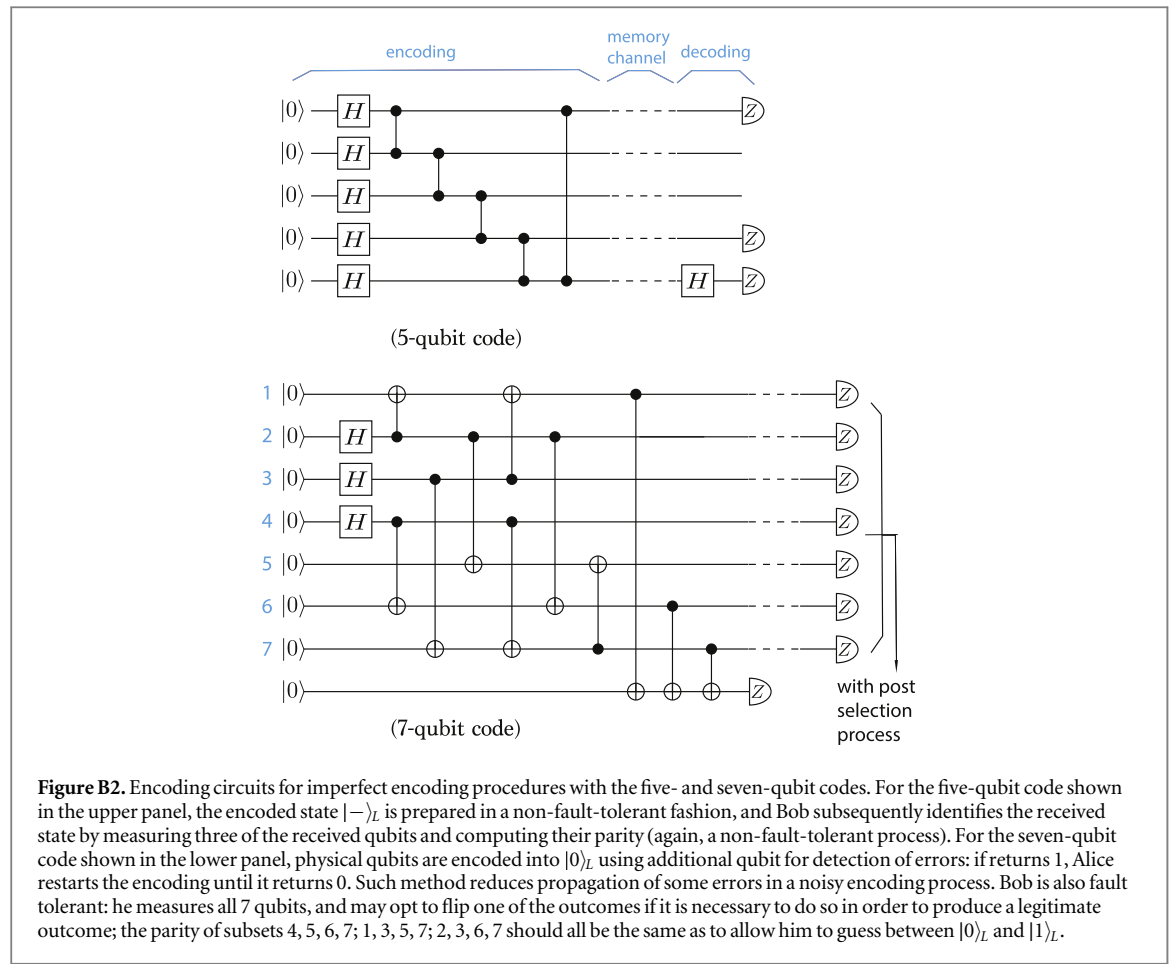 encoding
memory
channel
decoding
|0⟩ H Z
|0⟩ H
|0⟩ H
|0⟩ H Z
|0⟩ H H Z
(5-qubit code)
1 |0⟩ Z
2 |0⟩ H Z
3 |0⟩ H Z
4 |0⟩ H Z
5 |0⟩ Z
6 |0⟩ Z
7 |0⟩ Z
|0⟩ Z
with post
selection
process
(7-qubit code)
Figure B2. Encoding circuits for imperfect encoding procedures with the five- and seven-qubit codes. For the five-qubit code shown
in the upper panel, the encoded state |−⟩L is prepared in a non-fault-tolerant fashion, and Bob subsequently identifies the received
state by measuring three of the received qubits and computing their parity (again, a non-fault-tolerant process). For the seven-qubit
code shown in the lower panel, physical qubits are encoded into |0⟩L using additional qubit for detection of errors: if returns 1, Alice
restarts the encoding until it returns 0. Such method reduces propagation of some errors in a noisy encoding process. Bob is also fault
tolerant: he measures all 7 qubits, and may opt to flip one of the outcomes if it is necessary to do so in order to produce a legitimate
outcome; the parity of subsets 4, 5, 6, 7; 1, 3, 5, 7; 2, 3, 6, 7 should all be the same as to allow him to guess between |0⟩L and |1⟩L.